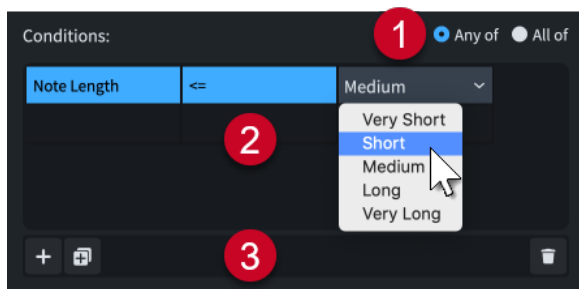 Conditions:
1
Any of
All of
Note Length
<=
Medium
Very Short
2
Short
Medium
Long
Very Long
+
3